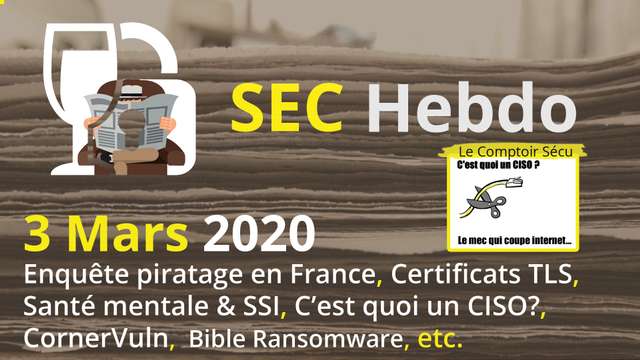 SEC Hebdo
Le Comptoir Sécu
C'est quoi un CISO ?
Le mec qui coupe internet...
3 Mars 2020
Enquête piratage en France, Certificats TLS,
Santé mentale & SSI, C’est quoi un CISO?,
CornerVuln, Bible Ransomware, etc.